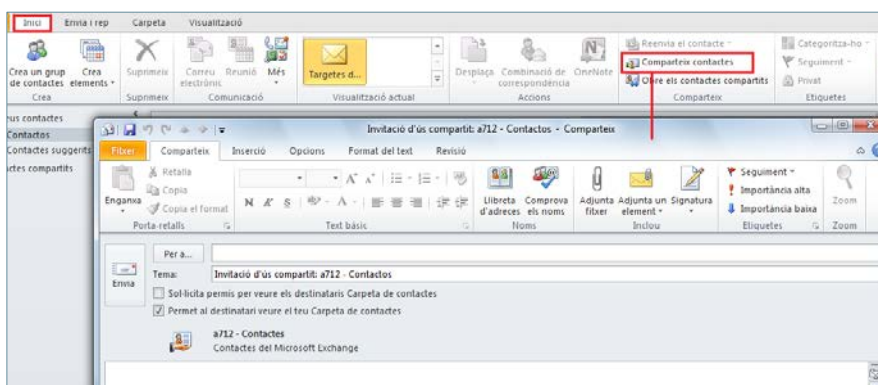 Inici Envia i rep Carpeta Visualització
Crea un grup de contactes
Crea elements
Suprimeix
Correu electrònic
Reunió
Més
Targetes d...
Desplaça
Combinació de correspondència
OneNote
Reenvia el contacte
Comparteix contactes
Obre els contactes compartits
Categoritza-ho
Seguiment
Privat
Crea Suprimeix Comunicació Visualització actual Accions Comparteix Etiquetes
us contactes
Contactos
Contactes suggerits
ctes compartits
Invitació d'ús compartit: a712 - Contactos - Comparteix
Fitxer Comparteix Inserció Opcions Format del text Revisió
Enganxa
Retalla
Copia
Copia el format
N K S
Llibreta d'adreces
Comprova els noms
Adjunta fitxer
Adjunta un element
Signatura
Seguiment
Importància alta
Importància baixa
Zoom
Porta-retalls Text bàsic Noms Inclou Etiquetes Zoom
Envia
Per a...
Tema: Invitació d'ús compartit: a712 - Contactos
Sol·licita permís per veure els destinataris Carpeta de contactes
Permet al destinatari veure el teu Carpeta de contactes
a712 - Contactes
Contactes del Microsoft Exchange